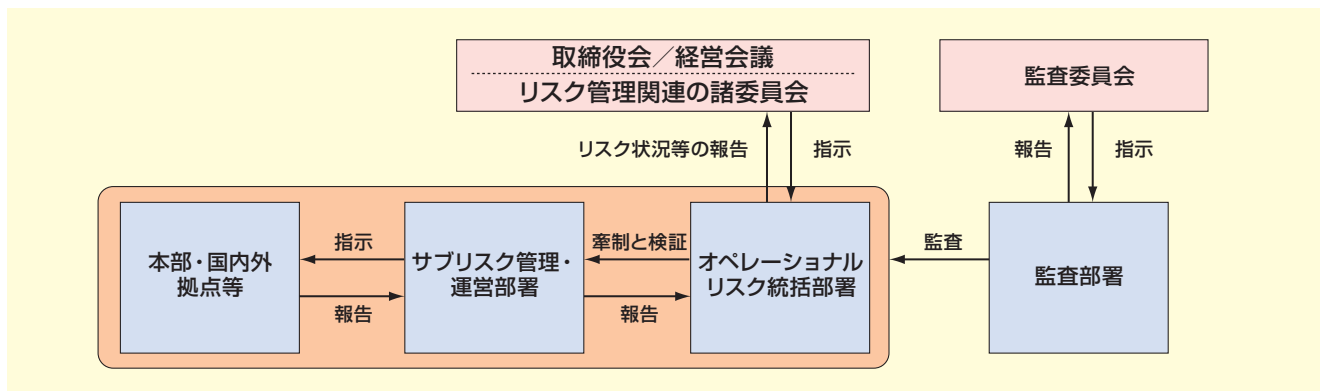 取締役会／経営会議
リスク管理関連の諸委員会
監査委員会
リスク状況等の報告
指示
報告
指示
本部・国内外
拠点等
指示
報告
サブリスク管理・
運営部署
牽制と検証
報告
オペレーショナル
リスク統括部署
監査
監査部署